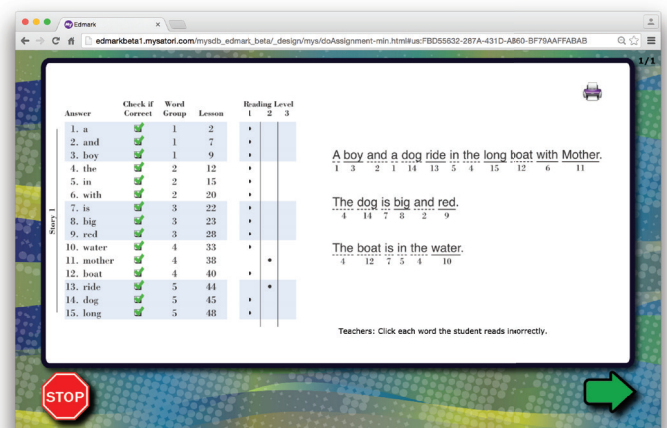 Edmark
edmarkbeta1.mysatori.com/mysdb_edmart_beta/_design/mys/doAssignment-min.html#us:FBD55632-287A-431D-A860-BF79AAFFABAB
1/1
Check if Word Reading Level
Answer Correct Group Lesson 1 2 3
Story 1
1. a 1 2
2. and 1 7
3. boy 1 9
4. the 2 12
5. in 2 15
6. with 2 20
7. is 3 22
8. big 3 23
9. red 3 28
10. water 4 33
11. mother 4 38
12. boat 4 40
13. ride 5 44
14. dog 5 45
15. long 5 48
A boy and a dog ride in the long boat with Mother.
1 3 2 1 14 13 5 4 15 12 6 11
The dog is big and red.
4 14 7 8 2 9
The boat is in the water.
4 12 7 5 4 10
Teachers: Click each word the student reads inorrectly.
STOP